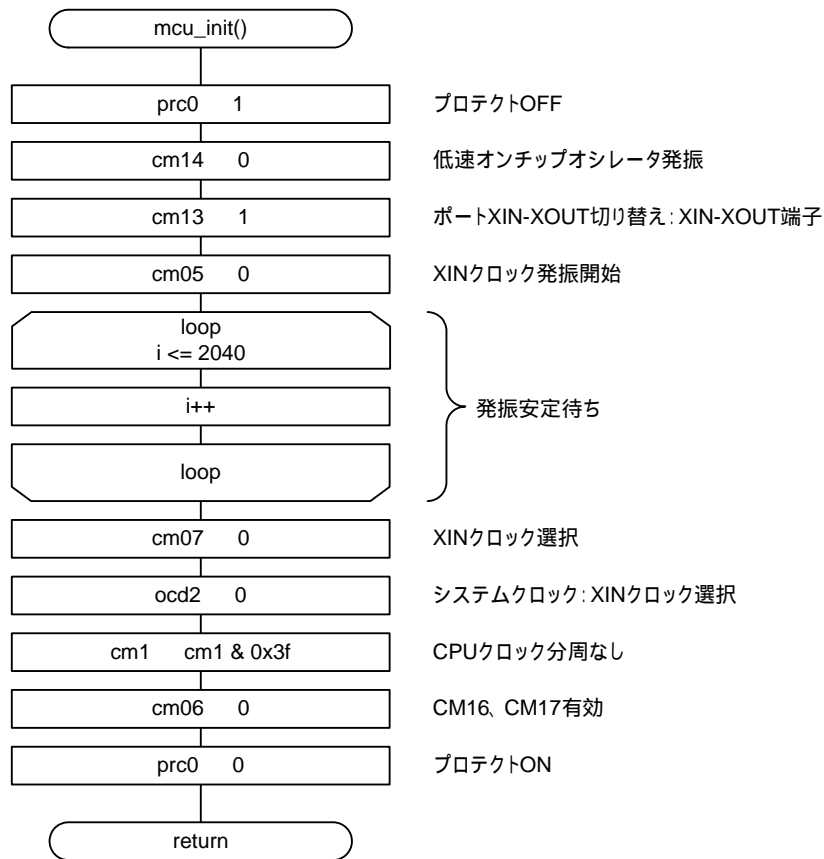 mcu_init()
prc0 1 プロテクトOFF
cm14 0 低速オンチップオシレータ発振
cm13 1 ポートXIN-XOUT切り替え：XIN-XOUT端子
cm05 0 XINクロック発振開始
loop
i <= 2040
i++ 発振安定待ち
loop
cm07 0 XINクロック選択
ocd2 0 システムクロック：XINクロック選択
cm1 cm1 & 0x3f CPUクロック分周なし
cm06 0 CM16、CM17有効
prc0 0 プロテクトON
return